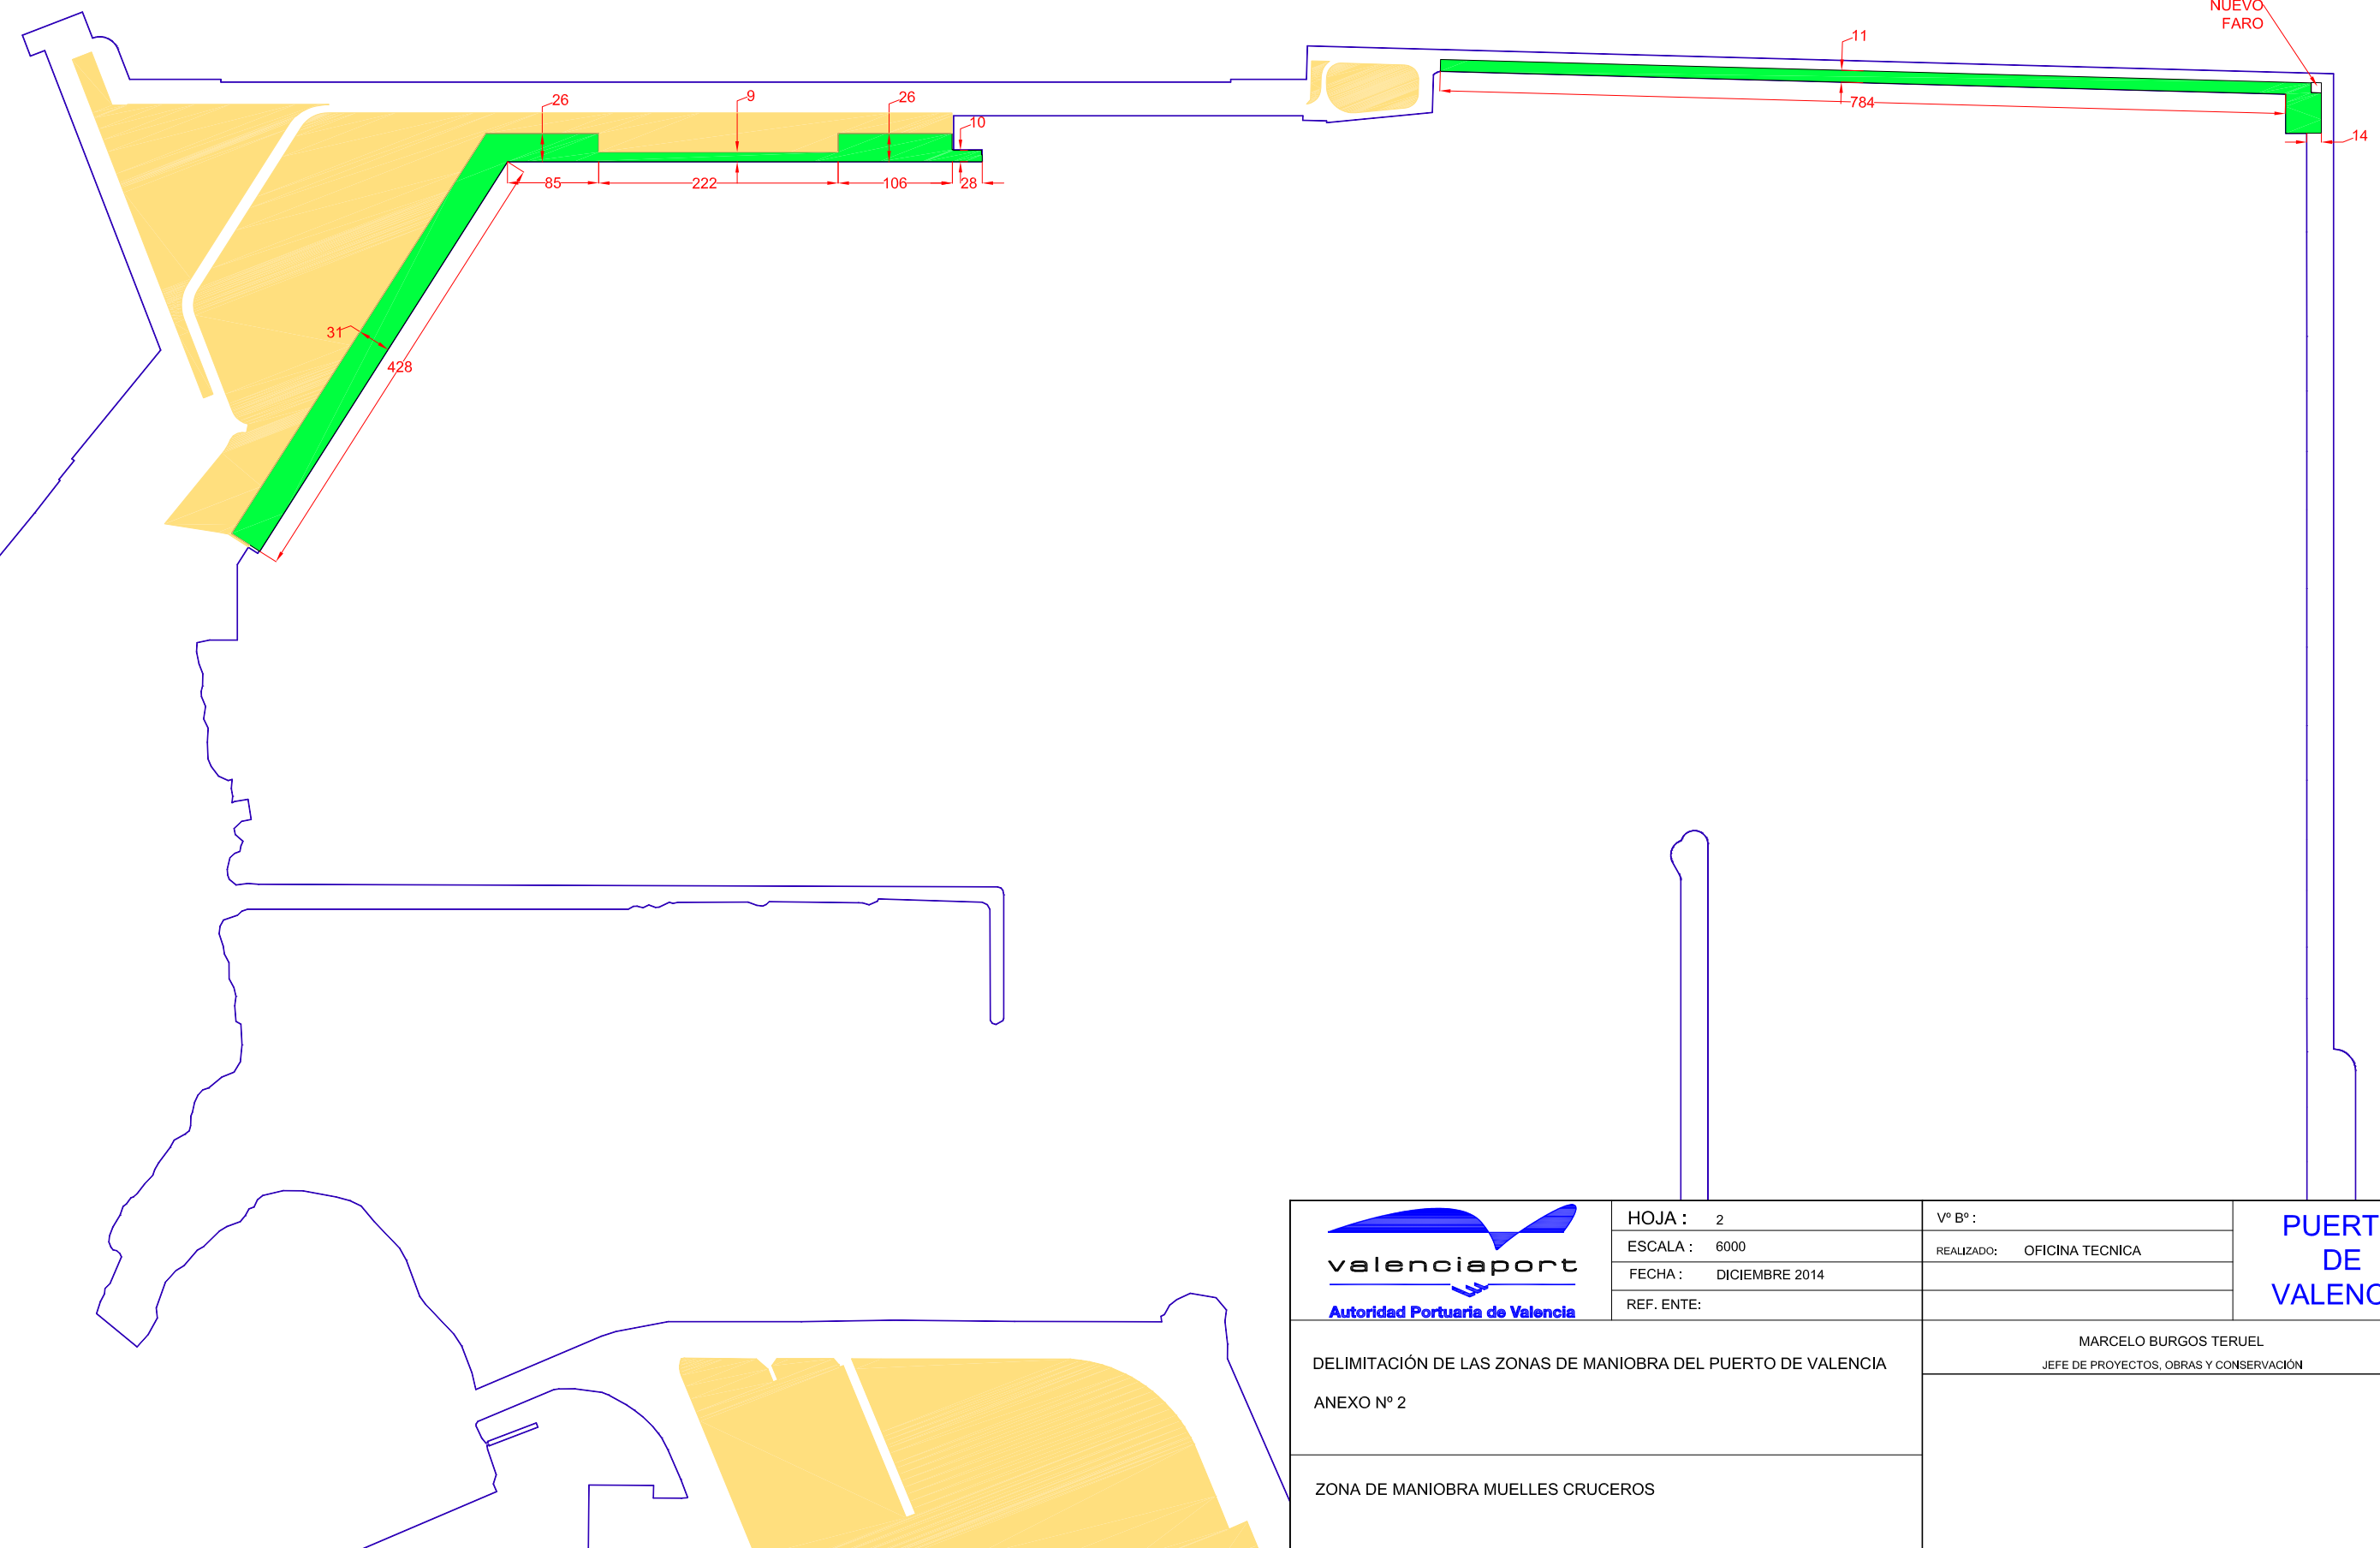 NUEVO
FARO
11
26
9
26
10
784
14
85
222
106
28
31
428
valenciaport
Autoridad Portuaria de Valencia
HOJA : 2
ESCALA : 6000
FECHA : DICIEMBRE 2014
REF. ENTE:
Vº Bº :
REALIZADO: OFICINA TECNICA
PUERT
DE
VALENC
MARCELO BURGOS TERUEL
JEFE DE PROYECTOS, OBRAS Y CONSERVACIÓN
DELIMITACIÓN DE LAS ZONAS DE MANIOBRA DEL PUERTO DE VALENCIA
ANEXO Nº 2
ZONA DE MANIOBRA MUELLES CRUCEROS